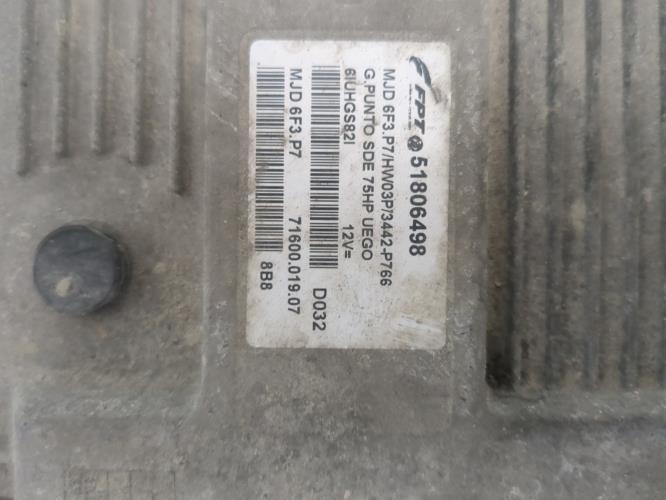 FPT 51806498
MJD 6F3.P7/HW03P/3442-P766
G.PUNTO SDE 75HP UEGO
6IUHGS82I 12V=
D032
MJD 6F3.P7 71600.019.07
8B8